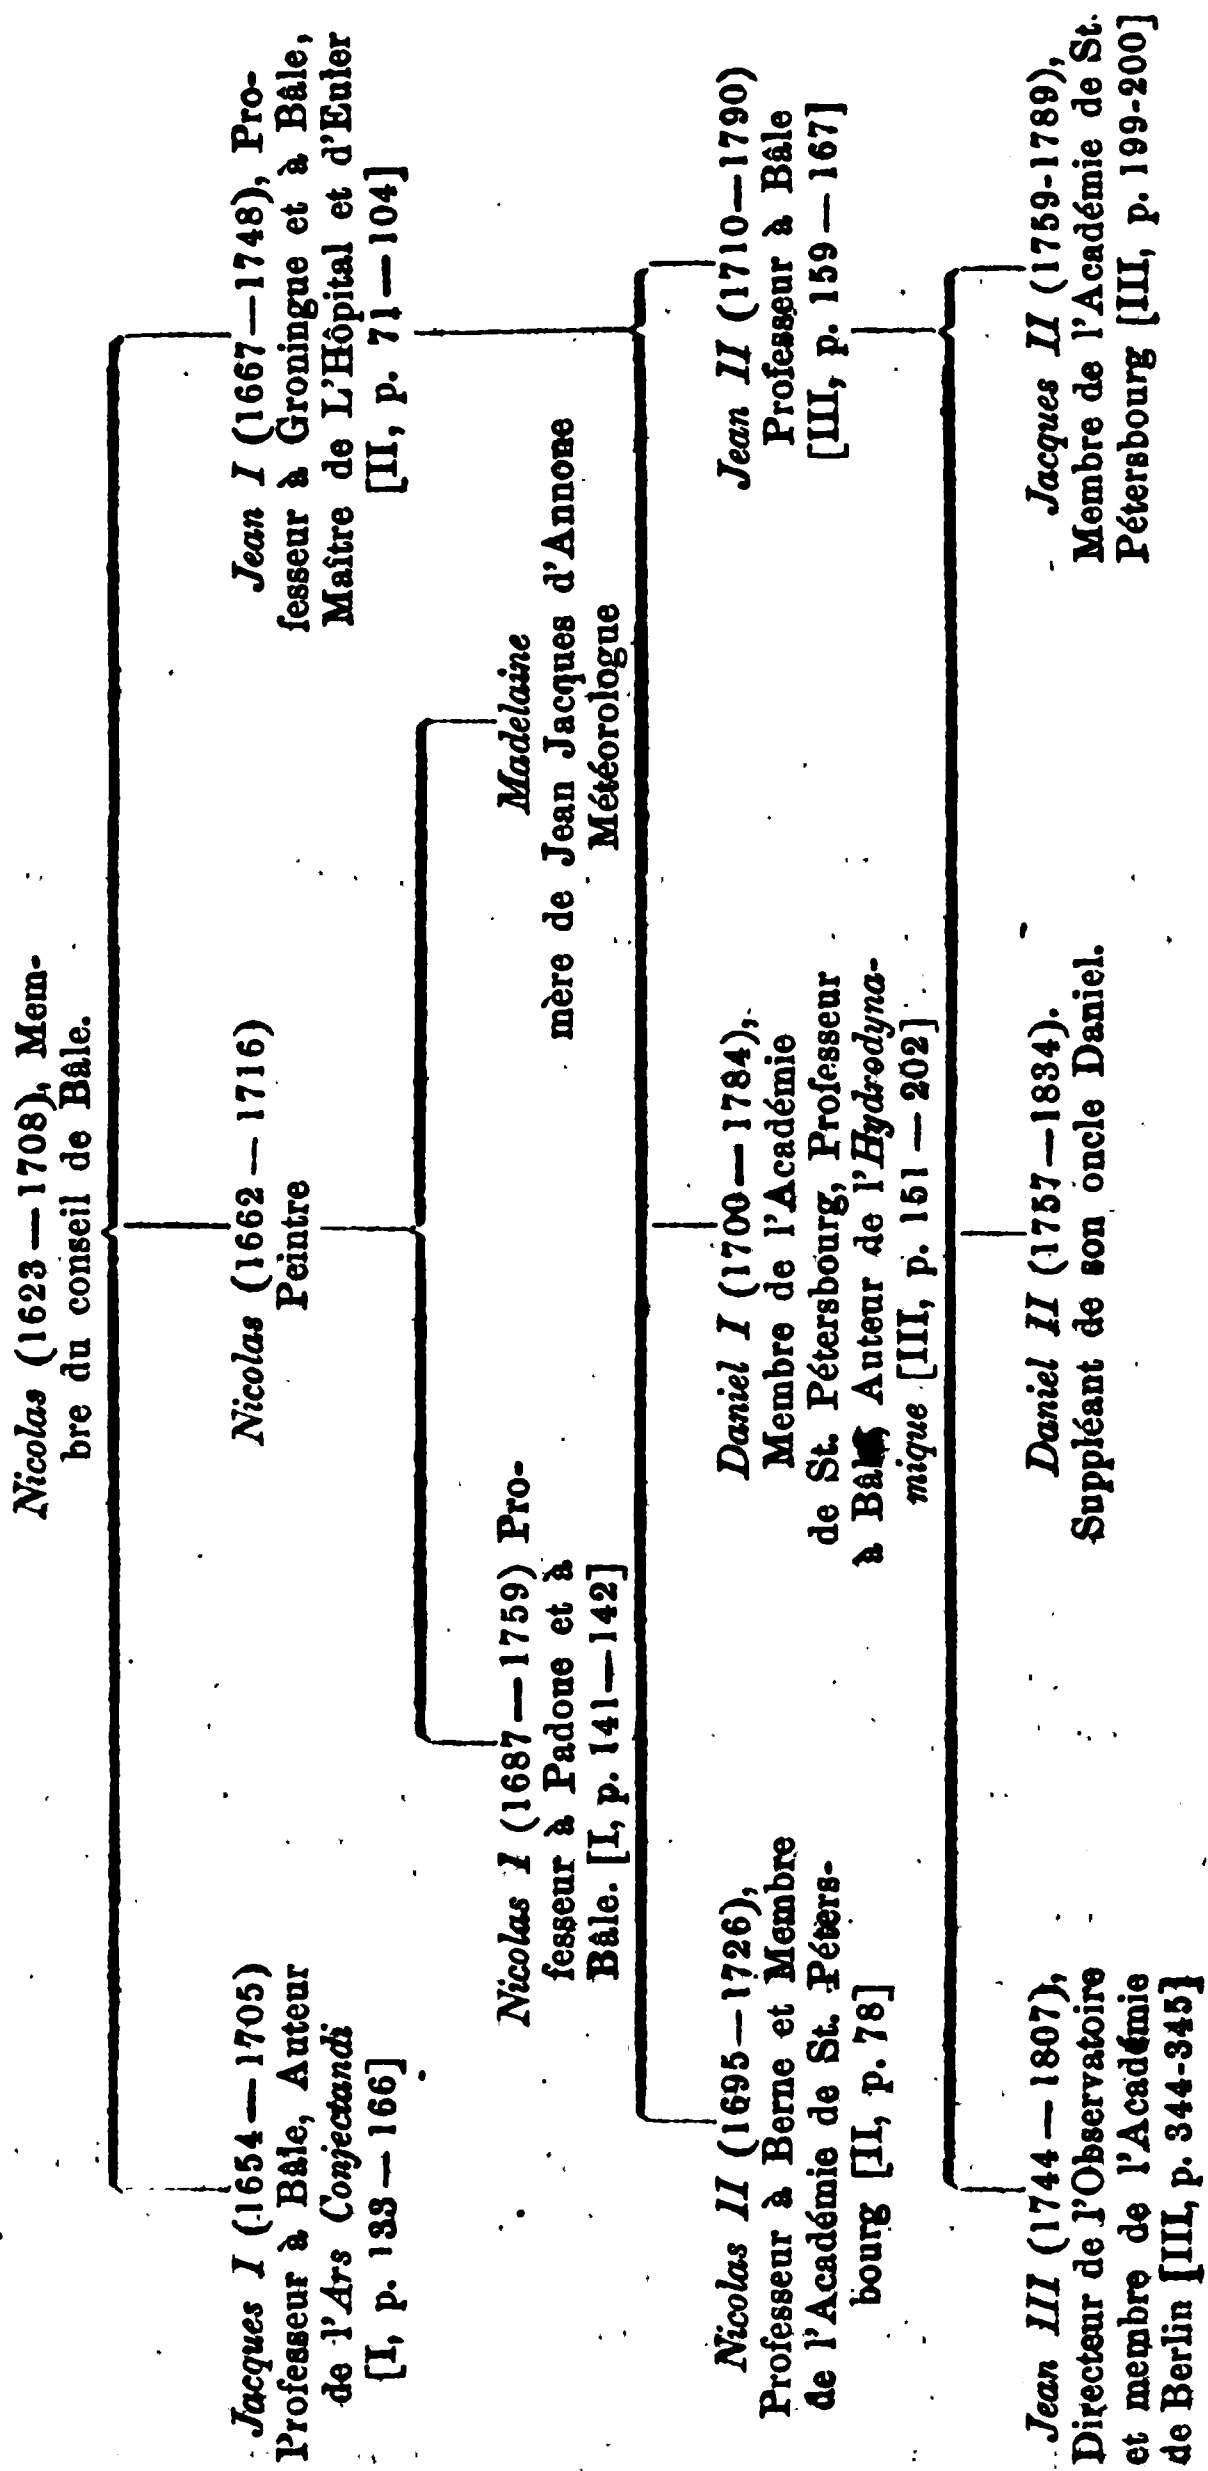 Nicolas (1623—1708), Mem-
bre du conseil de Bâle.
Jacques I (1654—1705)
Professeur à Bâle, Auteur
de l'Ars Conjectandi
[I, p. 133—166]
Nicolas (1662—1716)
Peintre
Jean I (1667—1748), Pro-
fesseur à Groningue et à Bâle,
Maître de L'Hôpital et d'Euler
[II, p. 71—104]
Nicolas I (1687—1759) Pro-
fesseur à Padoue et à
Bâle. [I, p. 141—142]
Madelaine
mère de Jean Jacques d'Annone
Météorologue
Nicolas II (1695—1726),
Professeur à Berne et Membre
de l'Académie de St. Péters-
bourg [II, p. 78]
Daniel I (1700—1784),
Membre de l'Académie
de St. Pétersbourg, Professeur
à Bâle, Auteur de l'Hydrodyna-
mique [III, p. 151—202]
Jean II (1710—1790)
Professeur à Bâle
[III, p. 159—167]
Jean III (1744—1807),
Directeur de l'Observatoire
et membre de l'Académie
de Berlin [III, p. 344-345]
Daniel II (1757—1834).
Suppléant de son oncle Daniel.
Jacques II (1759-1789),
Membre de l'Académie de St.
Pétersbourg [III, p. 199-200]